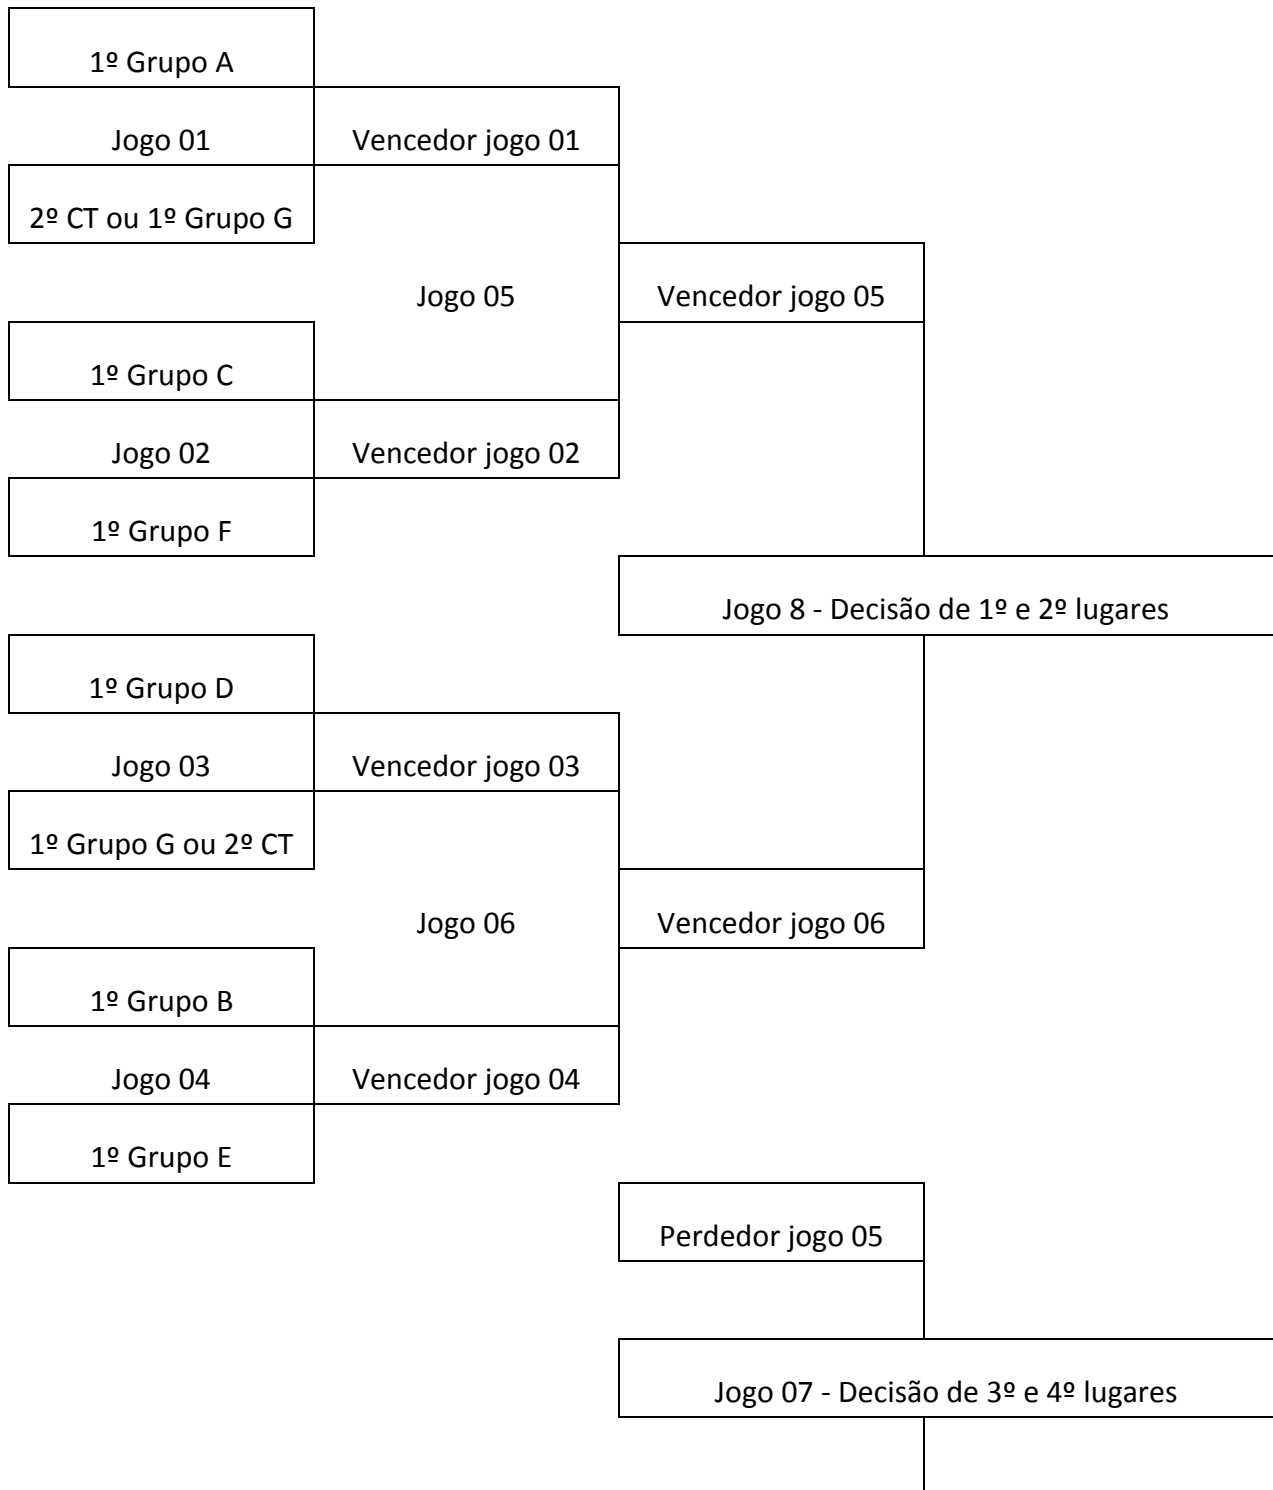 1º Grupo A
Jogo 01
Vencedor jogo 01
2º CT ou 1º Grupo G
Jogo 05
Vencedor jogo 05
1º Grupo C
Jogo 02
Vencedor jogo 02
1º Grupo F
Jogo 8 - Decisão de 1º e 2º lugares
1º Grupo D
Jogo 03
Vencedor jogo 03
1º Grupo G ou 2º CT
Jogo 06
Vencedor jogo 06
1º Grupo B
Jogo 04
Vencedor jogo 04
1º Grupo E
Perdedor jogo 05
Jogo 07 - Decisão de 3º e 4º lugares